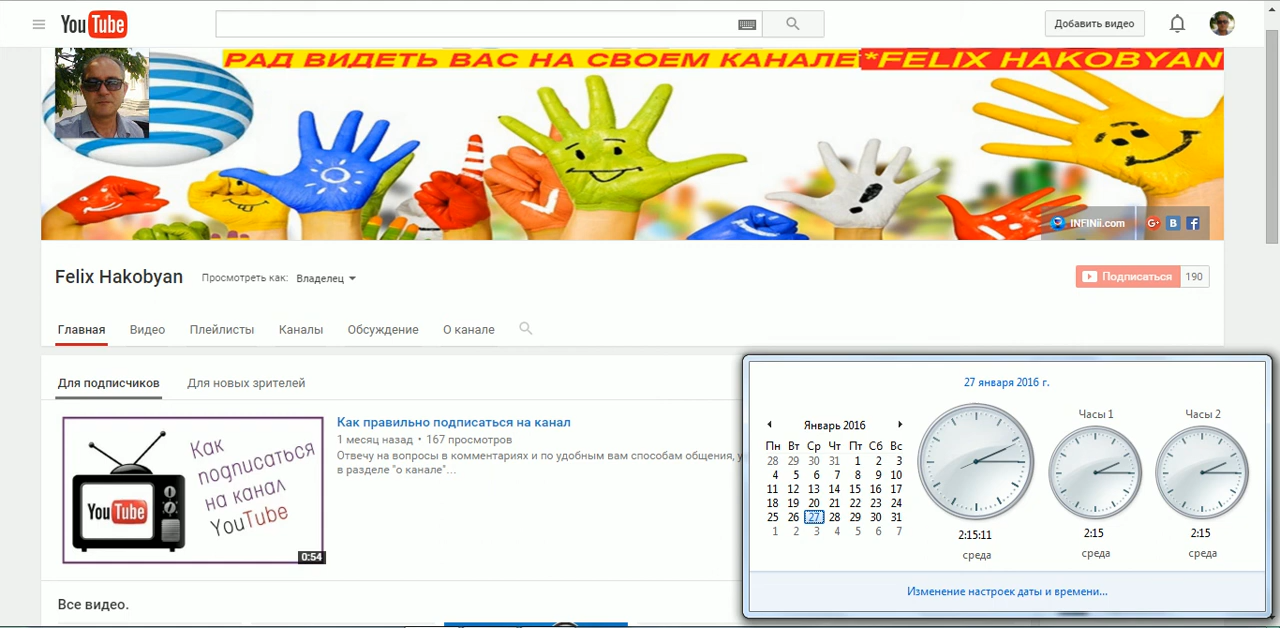 YouTube
Добавить видео
РАД ВИДЕТЬ ВАС НА СВОЕМ КАНАЛЕ *FELIX HAKOBYAN
INFINii.com
G+ B f
Felix Hakobyan
Просмотреть как: Владелец
Подписаться 190
Главная Видео Плейлисты Каналы Обсуждение О канале
Для подписчиков Для новых зрителей
Как
подписаться
на канал
YouTube
YouTube
0:54
Как правильно подписаться на канал
1 месяц назад • 167 просмотров
Отвечу на вопросы в комментариях и по удобным вам способам общения, у
в разделе "о канале"...
Все видео.
27 января 2016 г.
Январь 2016
Пн Вт Ср Чт Пт Сб Вс
28 29 30 31 1 2 3
4 5 6 7 8 9 10
11 12 13 14 15 16 17
18 19 20 21 22 23 24
25 26 27 28 29 30 31
1 2 3 4 5 6 7
2:15:11
среда
Часы 1
2:15
среда
Часы 2
2:15
среда
Изменение настроек даты и времени...